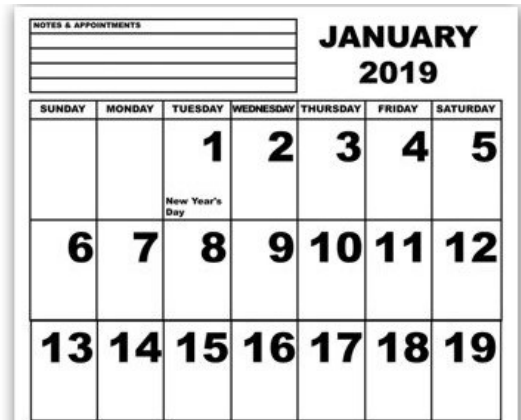 NOTES & APPOINTMENTS
JANUARY
2019
SUNDAY MONDAY TUESDAY WEDNESDAY THURSDAY FRIDAY SATURDAY
1 2 3 4 5
New Year's
Day
6 7 8 9 10 11 12
13 14 15 16 17 18 19